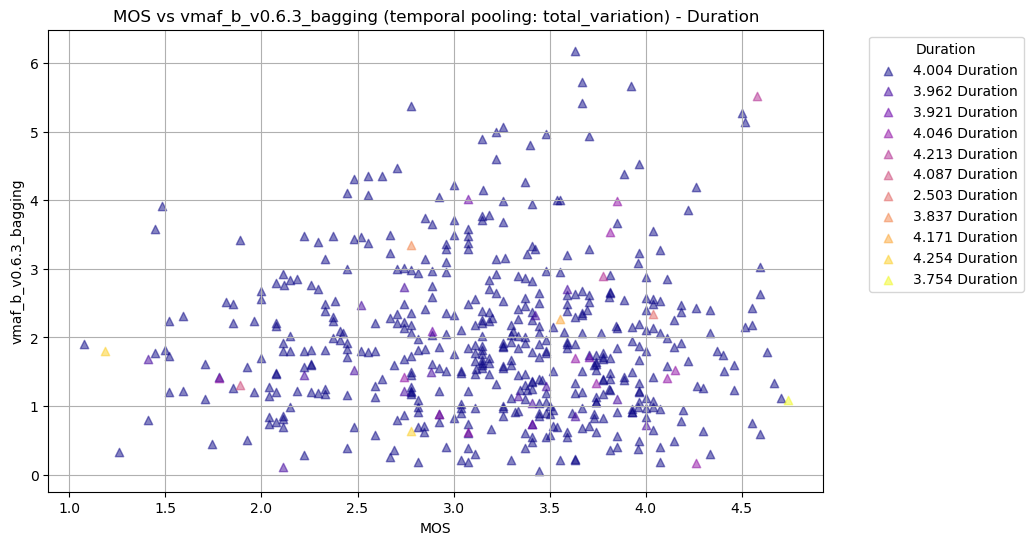 MOS vs vmaf_b_v0.6.3_bagging (temporal pooling: total_variation) - Duration
Duration
4.004 Duration
3.962 Duration
3.921 Duration
4.046 Duration
4.213 Duration
4.087 Duration
2.503 Duration
3.837 Duration
4.171 Duration
4.254 Duration
3.754 Duration
vmaf_b_v0.6.3_bagging
6
5
4
3
2
1
0
1.0 1.5 2.0 2.5 3.0 3.5 4.0 4.5
MOS